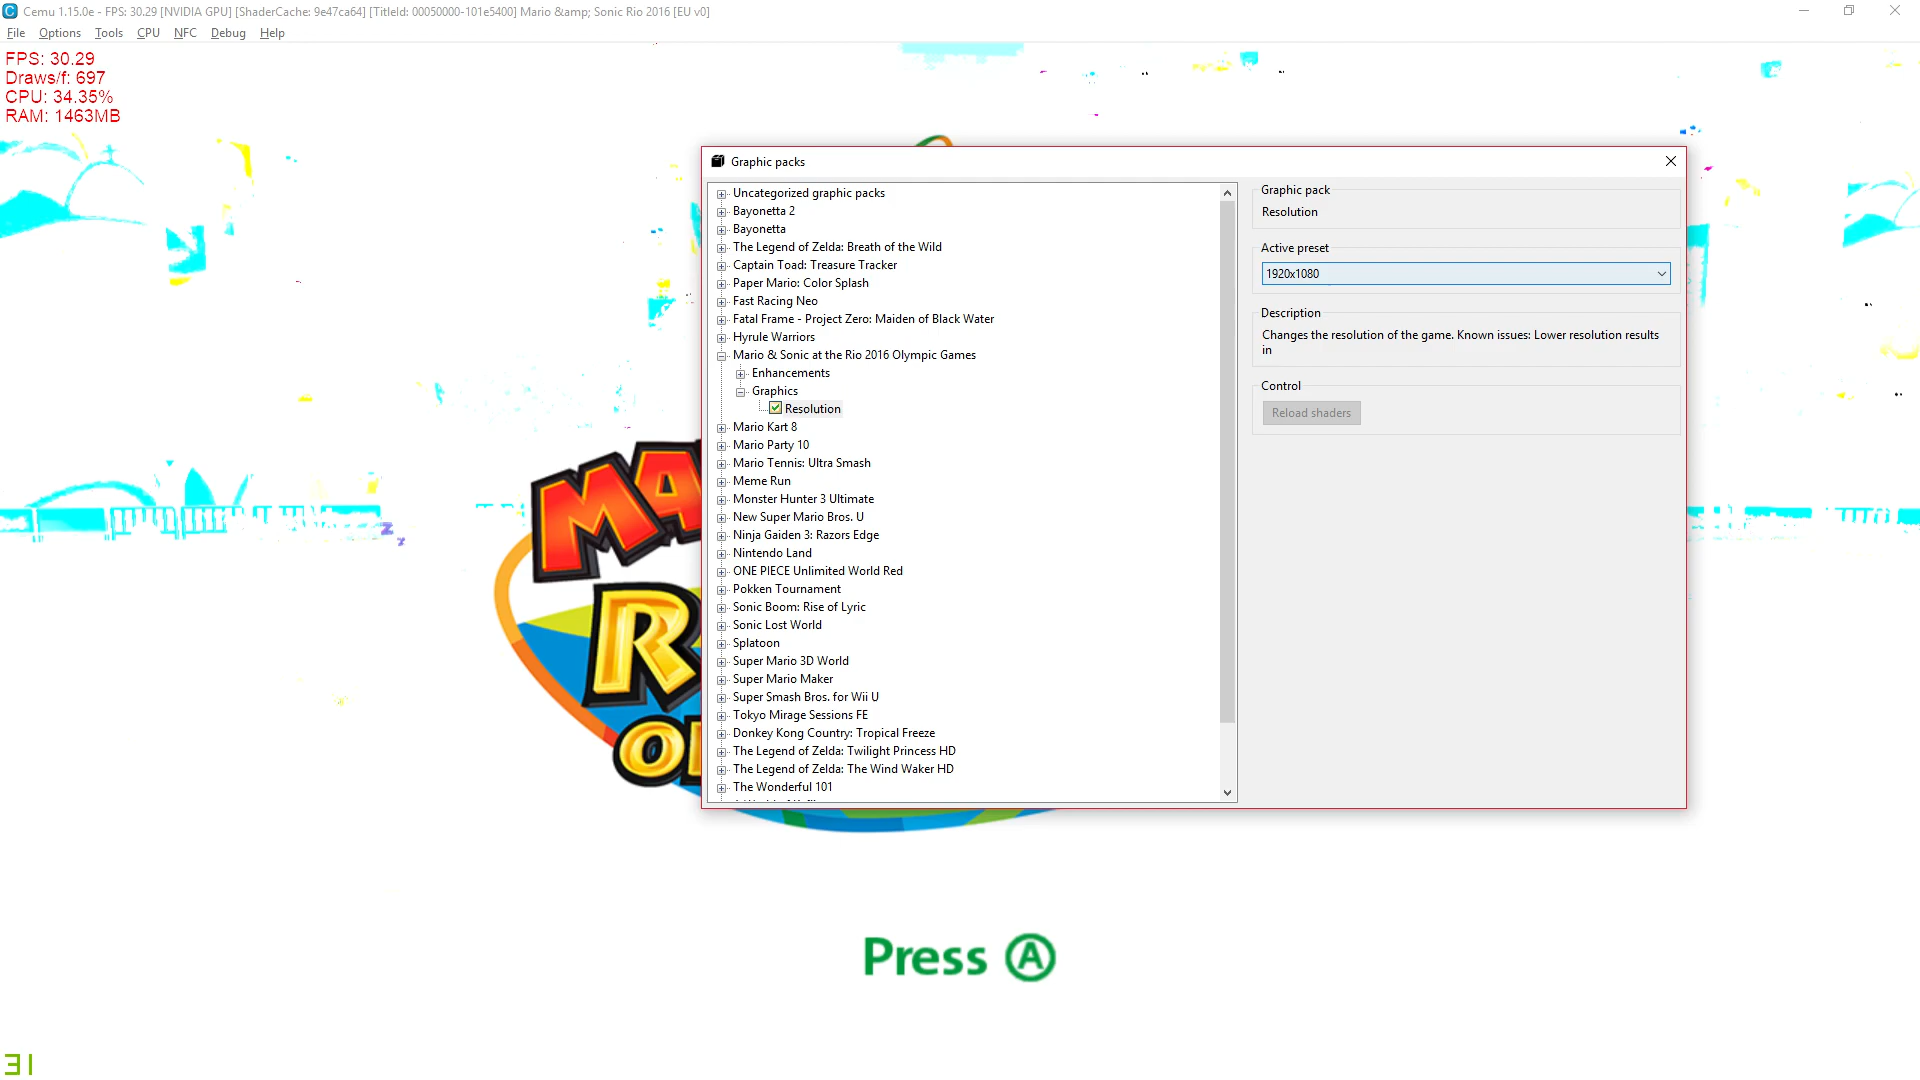 Cemu 1.15.0e - FPS: 30.29 [NVIDIA GPU] [ShaderCache: 9e47ca64] [TitleId: 00050000-101e5400] Mario &amp; Sonic Rio 2016 [EU v0]
File Options Tools CPU NFC Debug Help
FPS: 30.29
Draws/f: 697
CPU: 34.35%
RAM: 1463MB
Graphic packs
Uncategorized graphic packs
Bayonetta 2
Bayonetta
The Legend of Zelda: Breath of the Wild
Captain Toad: Treasure Tracker
Paper Mario: Color Splash
Fast Racing Neo
Fatal Frame - Project Zero: Maiden of Black Water
Hyrule Warriors
Mario & Sonic at the Rio 2016 Olympic Games
Enhancements
Graphics
Resolution
Mario Kart 8
Mario Party 10
Mario Tennis: Ultra Smash
Meme Run
Monster Hunter 3 Ultimate
New Super Mario Bros. U
Ninja Gaiden 3: Razors Edge
Nintendo Land
ONE PIECE Unlimited World Red
Pokken Tournament
Sonic Boom: Rise of Lyric
Sonic Lost World
Splatoon
Super Mario 3D World
Super Mario Maker
Super Smash Bros. for Wii U
Tokyo Mirage Sessions FE
Donkey Kong Country: Tropical Freeze
The Legend of Zelda: Twilight Princess HD
The Legend of Zelda: The Wind Waker HD
The Wonderful 101
Graphic pack
Resolution
Active preset
1920x1080
Description
Changes the resolution of the game. Known issues: Lower resolution results
in
Control
Reload shaders
MA
R
OL
Press A
31